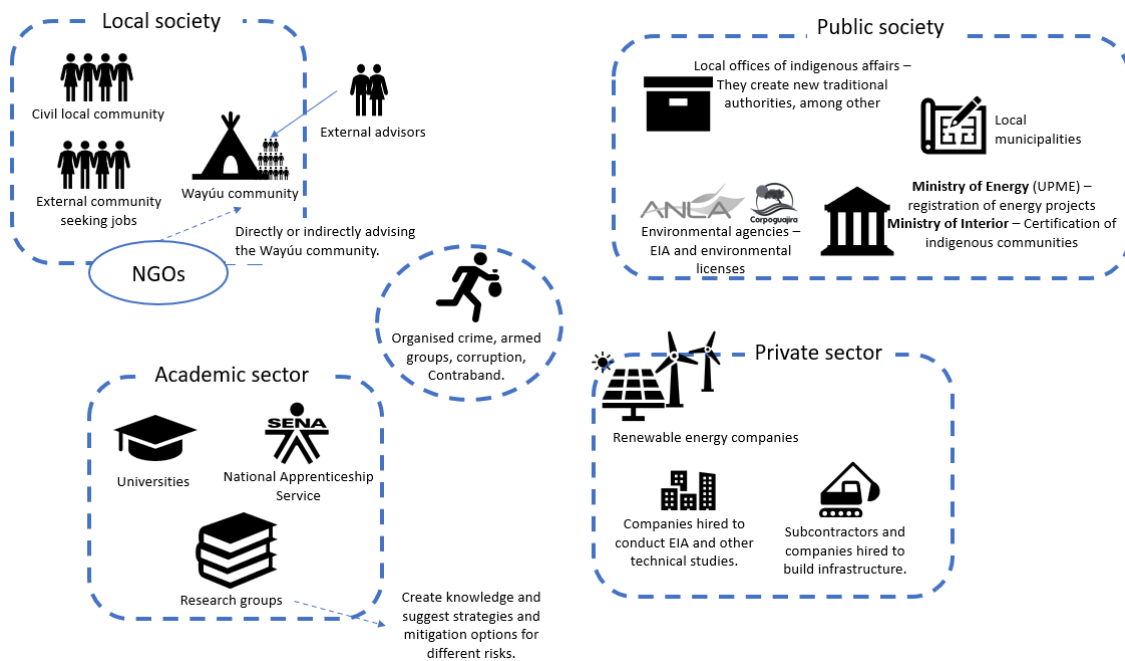 Local society
Civil local community
External community
seeking jobs
Wayúu community
External advisors
NGOs
Directly or indirectly advising
the Wayúu community.
Public society
Local offices of indigenous affairs –
They create new traditional
authorities, among other
Local
municipalities
ANLA
Corpoguajira
Environmental agencies –
EIA and environmental
licenses
Ministry of Energy (UPME) –
registration of energy projects
Ministry of Interior – Certification of
indigenous communities
Organised crime, armed
groups, corruption,
Contraband.
Academic sector
Universities
SENA
National Apprenticeship
Service
Research groups
Create knowledge and
suggest strategies and
mitigation options for
different risks.
Private sector
Renewable energy companies
Companies hired to
conduct EIA and other
technical studies.
Subcontractors and
companies hired to
build infrastructure.